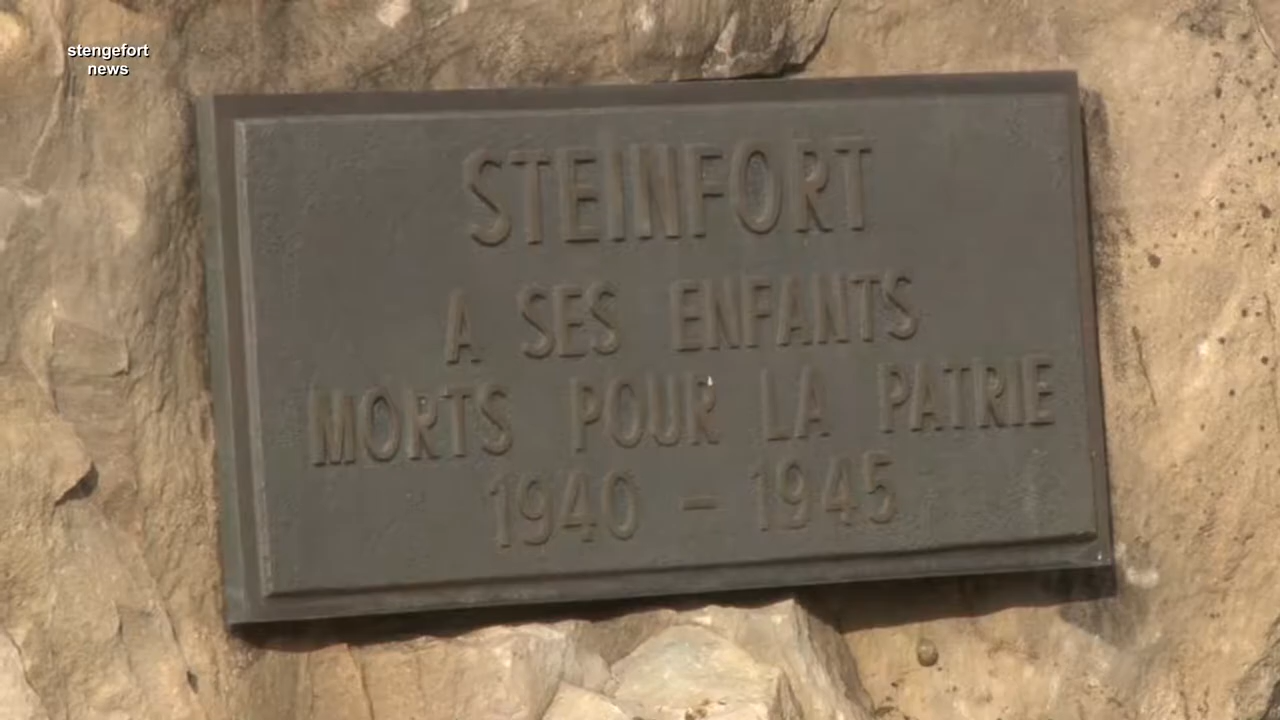 stengefort
news
STEINFORT
A SES ENFANTS
MORTS POUR LA PATRIE
1940 - 1945